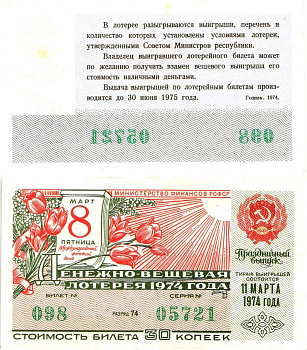 В лотерее разыгрываются выигрыши, перечень и
количество которых установлены условиями лотереи,
утвержденными Советом Министров республики.
Владелец выигравшего лотерейного билета может
по желанию получить взамен вещевого выигрыша его
стоимость наличными деньгами.
Выдача выигрышей по лотерейным билетам произ-
водится до 30 июня 1975 года.
Гознак. 1974.
05721 098
МИНИСТЕРСТВО ФИНАНСОВ РСФСР
МАРТ
8
ПЯТНИЦА
Международный
женский
день
Праздничный
выпуск
ДЕНЕЖНО-ВЕЩЕВАЯ
ЛОТЕРЕЯ 1974 ГОДА
ТИРАЖ ВЫИГРЫШЕЙ
СОСТОИТСЯ
11 МАРТА
1974 ГОДА
БИЛЕТ № СЕРИЯ №
098 РАЗРЯД 74 05721
СТОИМОСТЬ БИЛЕТА 30 КОПЕЕК